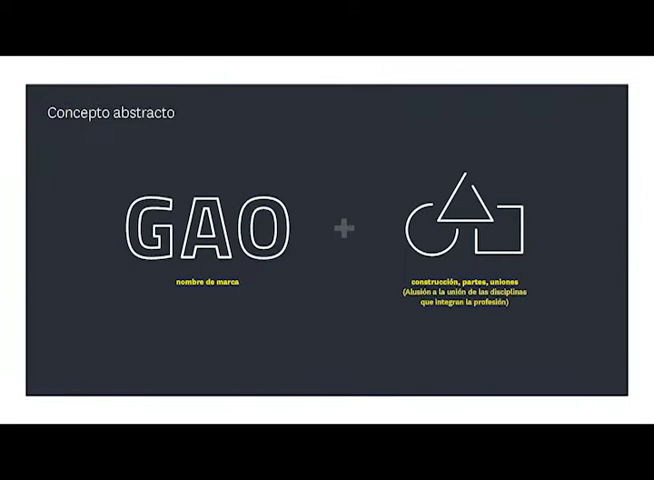 Concepto abstracto
GAO
+
nombre de marca
construcción, partes, uniones
(Alusión a la unión de las disciplinas
que integran la profesión)